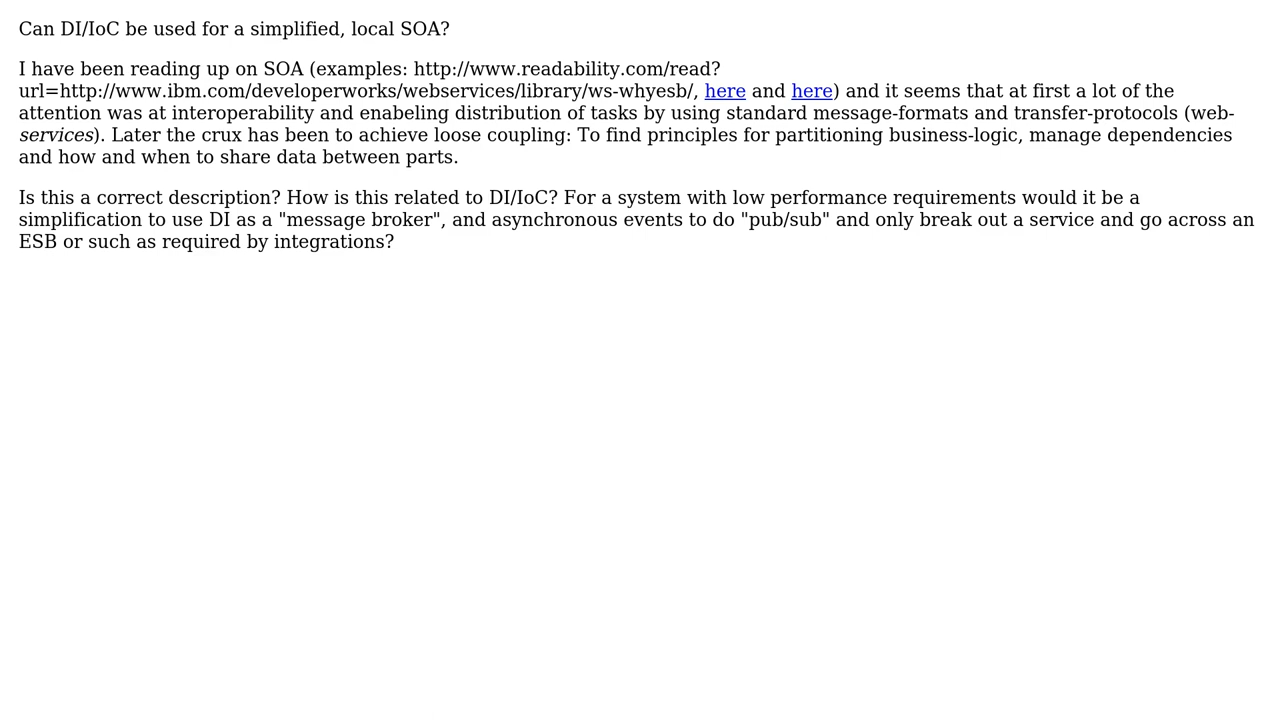 Can DI/IoC be used for a simplified, local SOA?
I have been reading up on SOA (examples: http://www.readability.com/read?
url=http://www.ibm.com/developerworks/webservices/library/ws-whyesb/, here and here) and it seems that at first a lot of the
attention was at interoperability and enabeling distribution of tasks by using standard message-formats and transfer-protocols (web-
services). Later the crux has been to achieve loose coupling: To find principles for partitioning business-logic, manage dependencies
and how and when to share data between parts.
Is this a correct description? How is this related to DI/IoC? For a system with low performance requirements would it be a
simplification to use DI as a "message broker", and asynchronous events to do "pub/sub" and only break out a service and go across an
ESB or such as required by integrations?